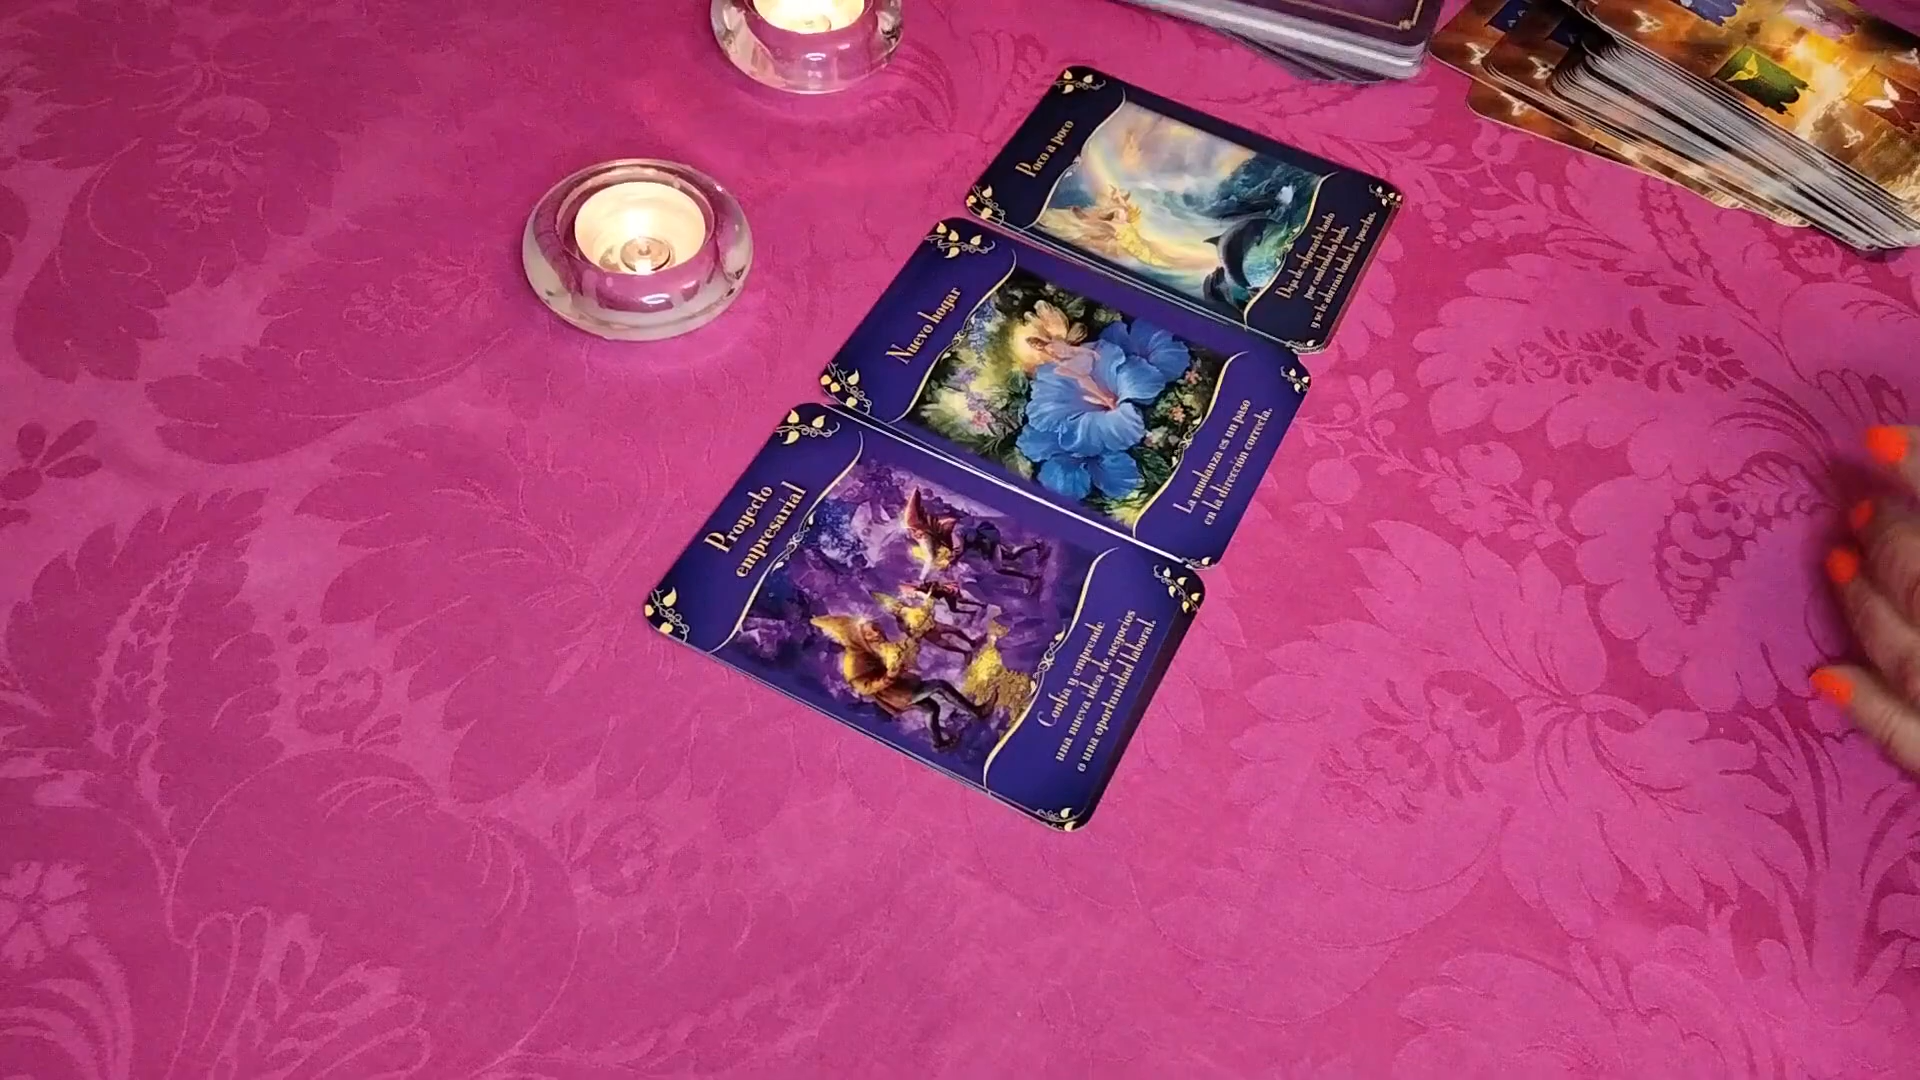 Poco a poco
Deja de esforzarte tanto
por controlarlo todo,
y se te abrirán todas las puertas.
Nuevo hogar
La mudanza es un paso
en la dirección correcta.
Proyecto
empresarial
Confía y emprende
una nueva idea de negocios
o una oportunidad laboral.